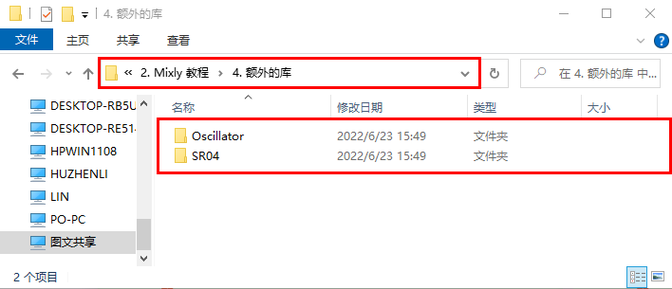 4. 额外的库
文件 主页 共享 查看
« 2. Mixly 教程 › 4. 额外的库 在 4. 额外的库 中...
名称 修改日期 类型 大小
DESKTOP-RB5U
DESKTOP-RE514
HPWIN1108
HUZHENLI
LIN
PO-PC
图文共享
Oscillator 2022/6/23 15:49 文件夹
SR04 2022/6/23 15:49 文件夹
2 个项目